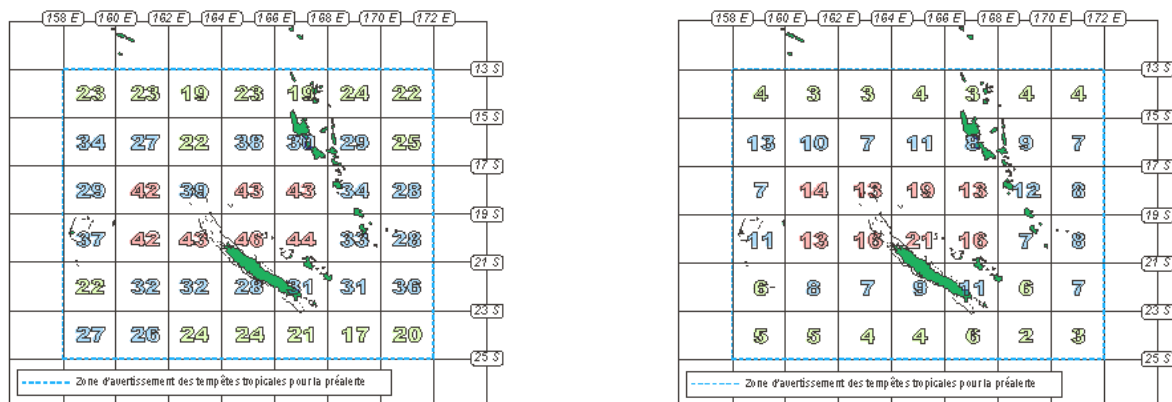 158 E 160 E 162 E 164 E 166 E 168 E 170 E 172 E
13 S
23 23 19 23 19 24 22
15 S
34 27 22 38 30 29 25
17 S
29 42 39 43 43 34 28
19 S
37 42 43 46 44 33 28
21 S
22 32 32 28 31 31 36
23 S
27 26 24 24 21 17 20
25 S
Zone d'avertissement des tempêtes tropicales pour la préalerte
158 E 160 E 162 E 164 E 166 E 168 E 170 E 172 E
13 S
4 3 3 4 3 4 4
15 S
13 10 7 11 8 9 7
17 S
7 14 13 19 13 12 8
19 S
11 13 16 21 16 7 8
21 S
6 8 7 9 11 6 7
23 S
5 5 4 4 6 2 3
25 S
Zone d'avertissement des tempêtes tropicales pour la préalerte